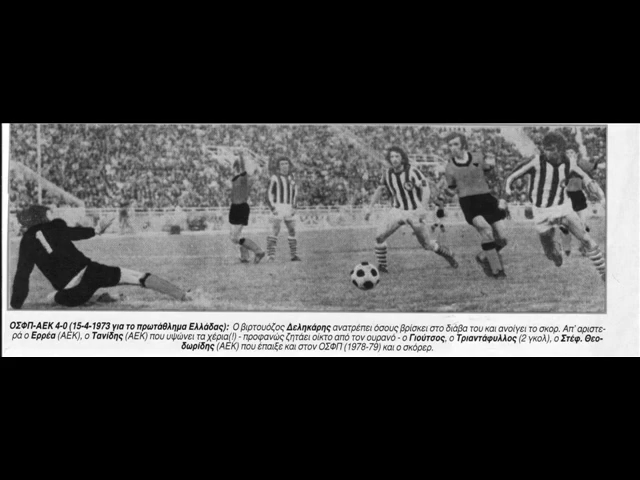 ΟΣΦΠ-ΑΕΚ 4-0 (15-4-1973 για το πρωτάθλημα Ελλάδας): Ο βιρτουόζος Δεληκάρης ανατρέπει όσους βρίσκει στο διάβα του και ανοίγει το σκορ. Απ' αριστε-
ρά ο Ερρέα (ΑΕΚ), ο Τανίδης (ΑΕΚ) που υψώνει τα χέρια(!) - προφανώς ζητάει οίκτο από τον ουρανό - ο Γιούτσος, ο Τριαντάφυλλος (2 γκολ), ο Στέφ. Θεο-
δωρίδης (ΑΕΚ) που έπαιξε και στον ΟΣΦΠ (1978-79) και ο σκόρερ.